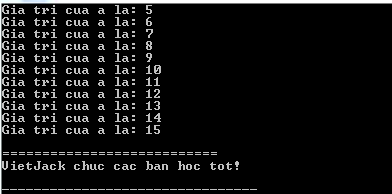 Gia tri cua a la: 5
Gia tri cua a la: 6
Gia tri cua a la: 7
Gia tri cua a la: 8
Gia tri cua a la: 9
Gia tri cua a la: 10
Gia tri cua a la: 11
Gia tri cua a la: 12
Gia tri cua a la: 13
Gia tri cua a la: 14
Gia tri cua a la: 15
===========================
VietJack chuc cac ban hoc tot!
--------------------------------